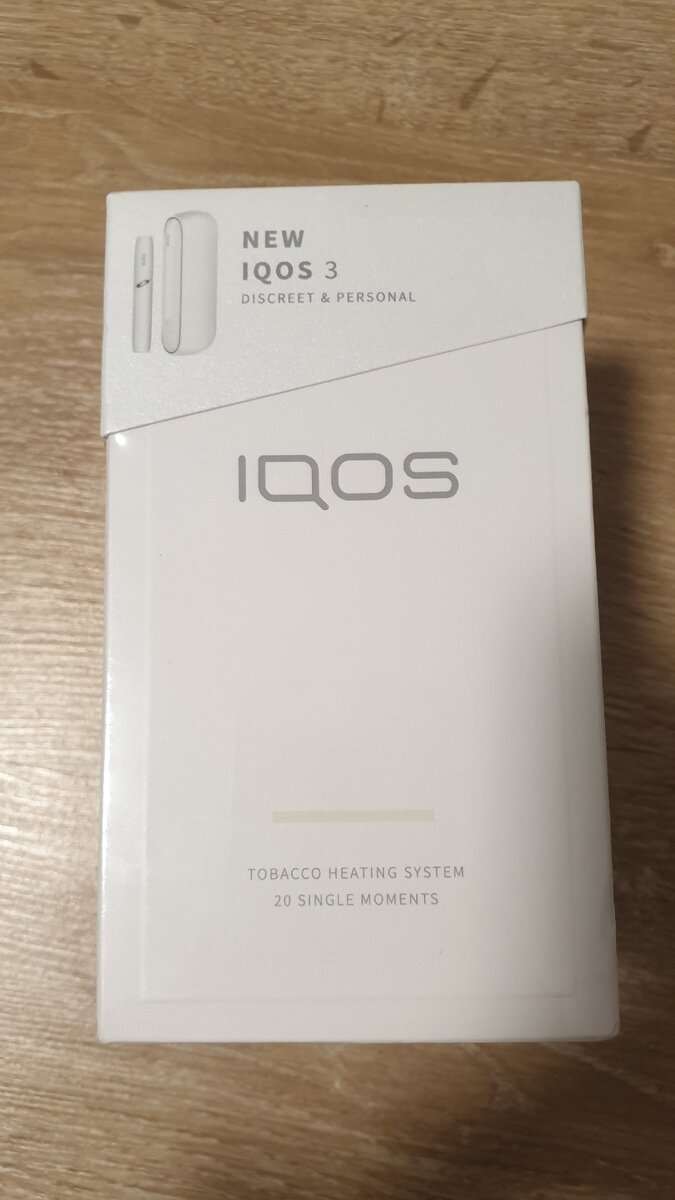 NEW
IQOS 3
DISCREET & PERSONAL
IQOS
TOBACCO HEATING SYSTEM
20 SINGLE MOMENTS